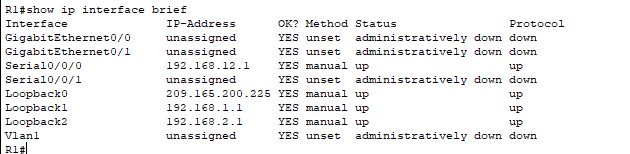 R1#show ip interface brief
Interface IP-Address OK? Method Status Protocol
GigabitEthernet0/0 unassigned YES unset administratively down down
GigabitEthernet0/1 unassigned YES unset administratively down down
Serial0/0/0 192.168.12.1 YES manual up up
Serial0/0/1 unassigned YES unset administratively down down
Loopback0 209.165.200.225 YES manual up up
Loopback1 192.168.1.1 YES manual up up
Loopback2 192.168.2.1 YES manual up up
Vlan1 unassigned YES unset administratively down down
R1#